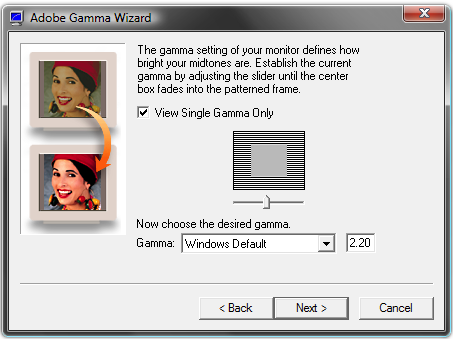 Adobe Gamma Wizard
The gamma setting of your monitor defines how
bright your midtones are. Establish the current
gamma by adjusting the slider until the center
box fades into the patterned frame.
View Single Gamma Only
Now choose the desired gamma.
Gamma: Windows Default 2.20
< Back Next > Cancel